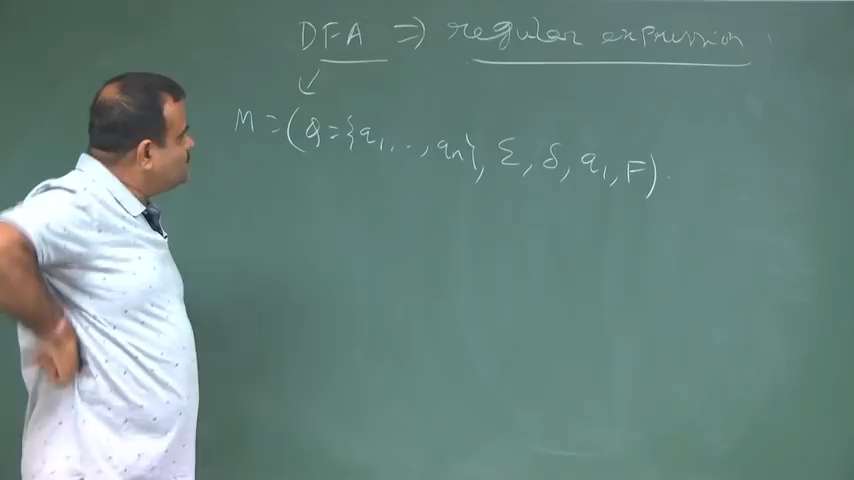 DFA ⇒ regular expression
M = (Q = {q₁, .., qₙ}, Σ, δ, q₁, F).